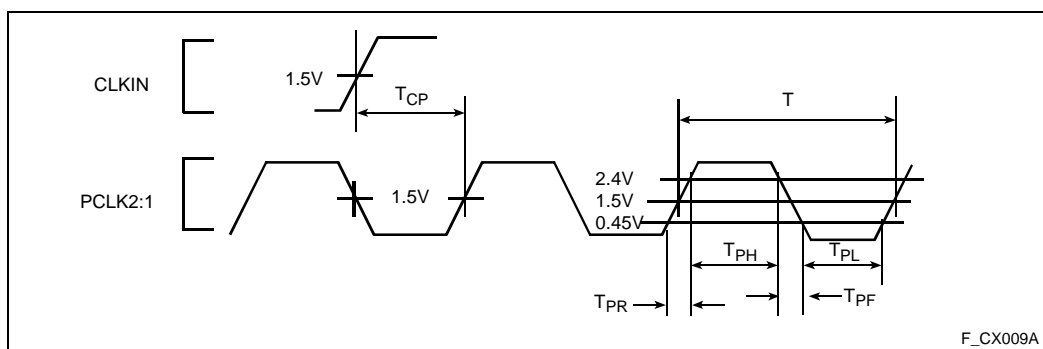 CLKIN
1.5V
TCP
T
PCLK2:1
1.5V
2.4V
1.5V
0.45V
TPH
TPL
TPR
TPF
F_CX009A